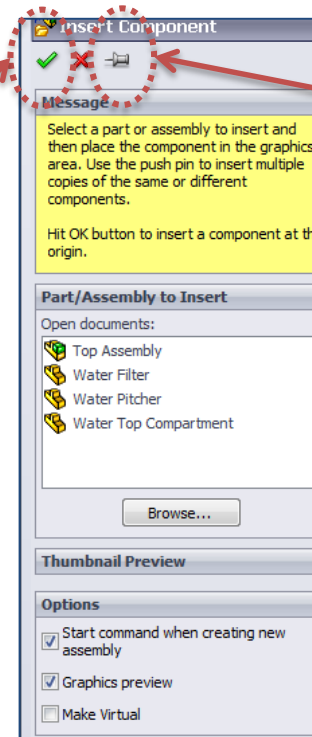 Insert Component
Message
Select a part or assembly to insert and
then place the component in the graphics
area. Use the push pin to insert multiple
copies of the same or different
components.
Hit OK button to insert a component at th
origin.
Part/Assembly to Insert
Open documents:
Top Assembly
Water Filter
Water Pitcher
Water Top Compartment
Browse...
Thumbnail Preview
Options
Start command when creating new
assembly
Graphics preview
Make Virtual